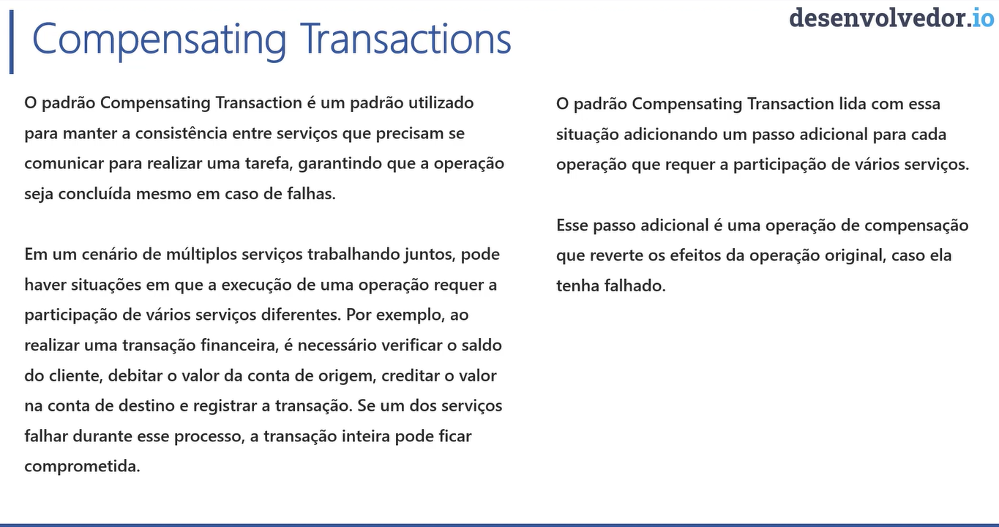 desenvolvedor.io
Compensating Transactions
O padrão Compensating Transaction é um padrão utilizado
para manter a consistência entre serviços que precisam se
comunicar para realizar uma tarefa, garantindo que a operação
seja concluída mesmo em caso de falhas.
Em um cenário de múltiplos serviços trabalhando juntos, pode
haver situações em que a execução de uma operação requer a
participação de vários serviços diferentes. Por exemplo, ao
realizar uma transação financeira, é necessário verificar o saldo
do cliente, debitar o valor da conta de origem, creditar o valor
na conta de destino e registrar a transação. Se um dos serviços
falhar durante esse processo, a transação inteira pode ficar
comprometida.
O padrão Compensating Transaction lida com essa
situação adicionando um passo adicional para cada
operação que requer a participação de vários serviços.
Esse passo adicional é uma operação de compensação
que reverte os efeitos da operação original, caso ela
tenha falhado.